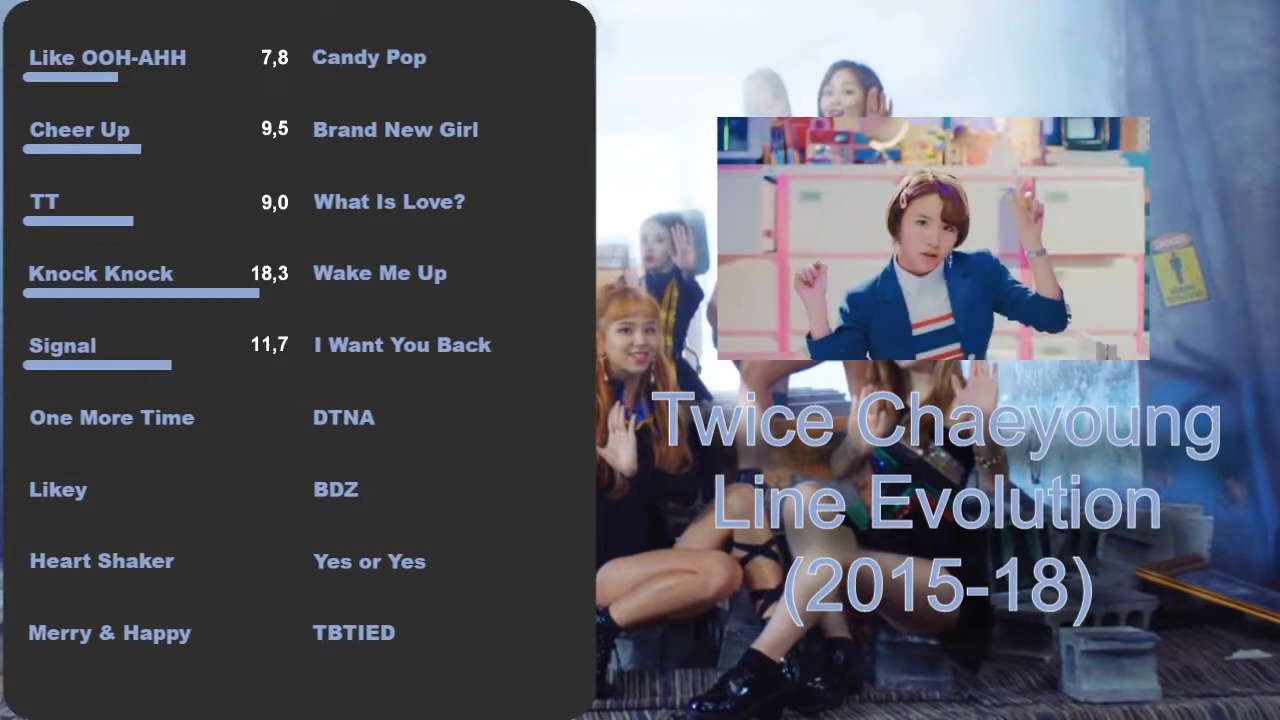 Like OOH-AHH 7,8 Candy Pop
Cheer Up 9,5 Brand New Girl
TT 9,0 What Is Love?
Knock Knock 18,3 Wake Me Up
Signal 11,7 I Want You Back
One More Time DTNA
Likey BDZ
Heart Shaker Yes or Yes
Merry & Happy TBTIED
Twice Chaeyoung
Line Evolution
(2015-18)